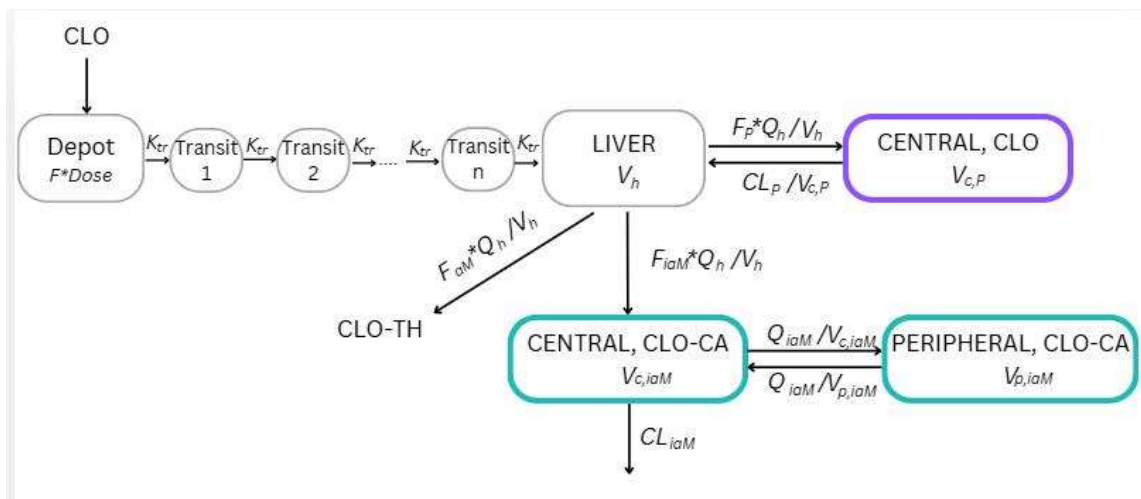 CLO
Depot
F*Dose
Ktr
Transit
1
Ktr
Transit
2
Ktr
....
Ktr
Transit
n
Ktr
LIVER
Vh
FP*Qh/Vh
CLp/Vc,P
CENTRAL, CLO
Vc,P
FaM*Qh/Vh
CLO-TH
FiaM*Qh/Vh
CENTRAL, CLO-CA
Vc,iaM
QiaM/Vc,iaM
QiaM/Vp,iaM
PERIPHERAL, CLO-CA
Vp,iaM
CLiaM